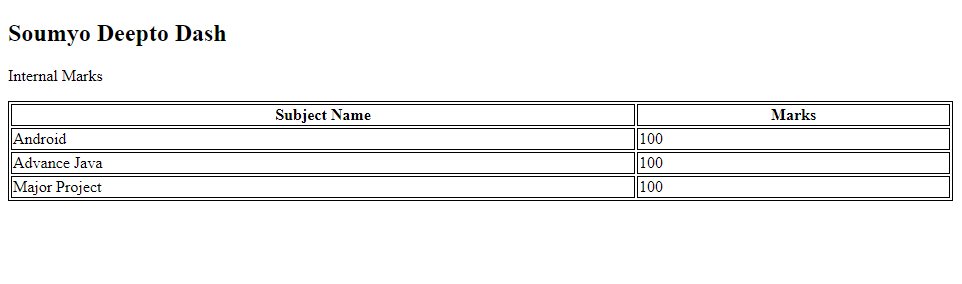 Soumyo Deepto Dash
Internal Marks
Subject Name Marks
Android 100
Advance Java 100
Major Project 100